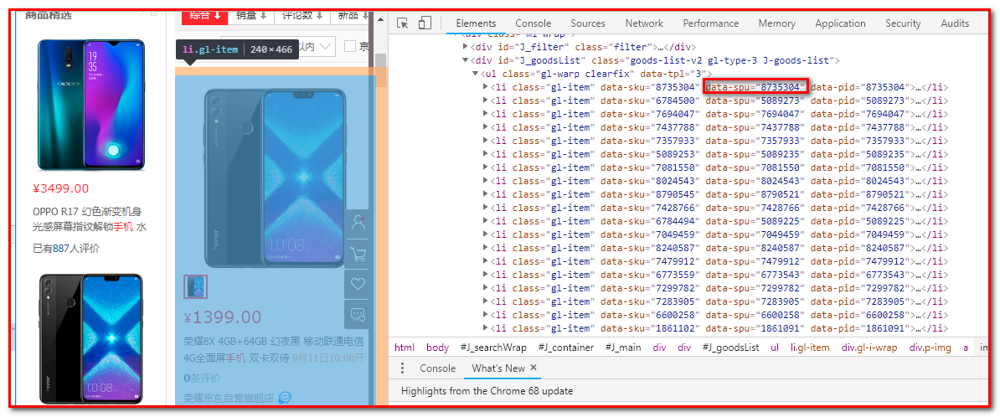 商品精选
¥3499.00
OPPO R17 幻色渐变机身
光感屏幕指纹解锁手机 水
已有887人评价
综合 销量 评论数 新品
以内 京
li.gl-item | 240×466
¥1399.00
荣耀8X 4GB+64GB 幻夜黑 移动联通电信
4G全面屏手机 双卡双待 9月11日10:08开
0条评价
荣耀京东自营旗舰店
Elements Console Sources Network Performance Memory Application Security Audits
<div id="J_filter" class="filter">…</div>
<div id="J_goodsList" class="goods-list-v2 gl-type-3 J-goods-list">
<ul class="gl-warp clearfix" data-tpl="3">
<li class="gl-item" data-sku="8735304" data-spu="8735304" data-pid="8735304">…</li>
<li class="gl-item" data-sku="6784500" data-spu="5089273" data-pid="5089273">…</li>
<li class="gl-item" data-sku="7694047" data-spu="7694047" data-pid="7694047">…</li>
<li class="gl-item" data-sku="7437788" data-spu="7437788" data-pid="7437788">…</li>
<li class="gl-item" data-sku="7357933" data-spu="7357933" data-pid="7357933">…</li>
<li class="gl-item" data-sku="5089253" data-spu="5089235" data-pid="5089235">…</li>
<li class="gl-item" data-sku="7081550" data-spu="7081550" data-pid="7081550">…</li>
<li class="gl-item" data-sku="8024543" data-spu="8024543" data-pid="8024543">…</li>
<li class="gl-item" data-sku="8790545" data-spu="8790521" data-pid="8790521">…</li>
<li class="gl-item" data-sku="7428766" data-spu="7428766" data-pid="7428766">…</li>
<li class="gl-item" data-sku="6784494" data-spu="5089225" data-pid="5089225">…</li>
<li class="gl-item" data-sku="7049459" data-spu="7049459" data-pid="7049459">…</li>
<li class="gl-item" data-sku="8240587" data-spu="8240587" data-pid="8240587">…</li>
<li class="gl-item" data-sku="7479912" data-spu="7479912" data-pid="7479912">…</li>
<li class="gl-item" data-sku="6773559" data-spu="6773543" data-pid="6773543">…</li>
<li class="gl-item" data-sku="7299782" data-spu="7299782" data-pid="7299782">…</li>
<li class="gl-item" data-sku="7283905" data-spu="7283905" data-pid="7283905">…</li>
<li class="gl-item" data-sku="6600258" data-spu="6600258" data-pid="6600258">…</li>
<li class="gl-item" data-sku="1861102" data-spu="1861091" data-pid="1861091">…</li>
html body #J_searchWrap #J_container #J_main div div #J_goodsList ul li.gl-item div.gl-i-wrap div.p-img a im
Console What's New ×
Highlights from the Chrome 68 update